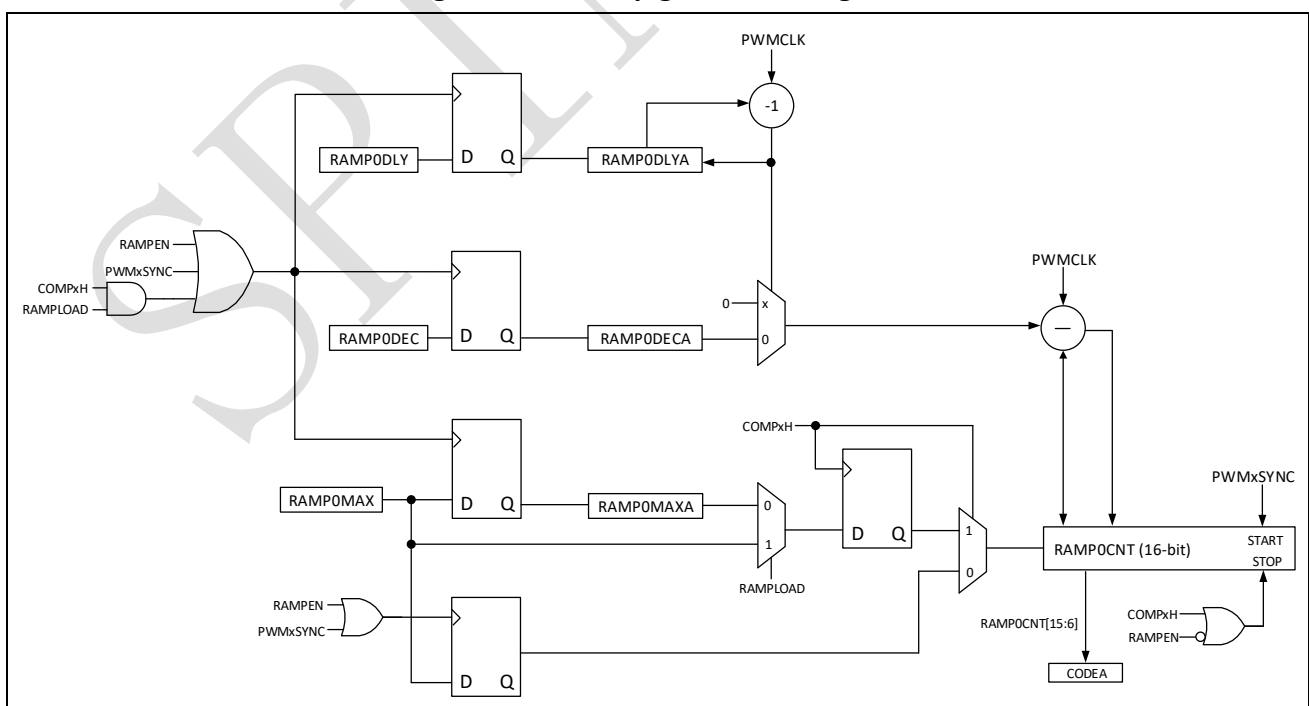 PWMCLK
-1
D Q
RAMP0DLY
RAMP0DLYA
RAMPEN
PWMxSYNC
COMPxH
RAMPLOAD
PWMCLK
0
x
0
—
D Q
RAMP0DEC
RAMP0DECA
COMPxH
PWMxSYNC
RAMP0MAX
D Q
RAMP0MAXA
0
1
D Q
1
0
RAMP0CNT (16-bit)
START
STOP
RAMPLOAD
RAMPEN
PWMxSYNC
D Q
RAMP0CNT[15:6]
COMPxH
RAMPEN
CODEA